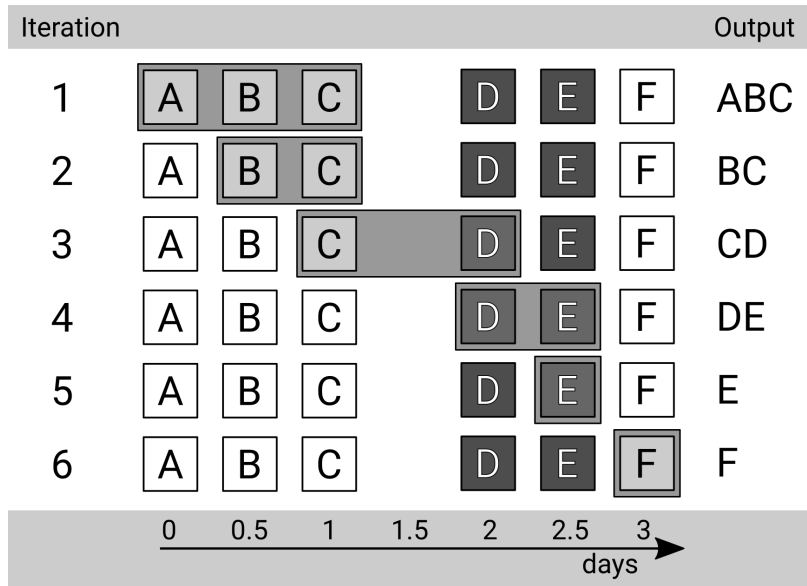 Iteration Output
1 A B C D E F ABC
2 A B C D E F BC
3 A B C D E F CD
4 A B C D E F DE
5 A B C D E F E
6 A B C D E F F
0 0.5 1 1.5 2 2.5 3
days